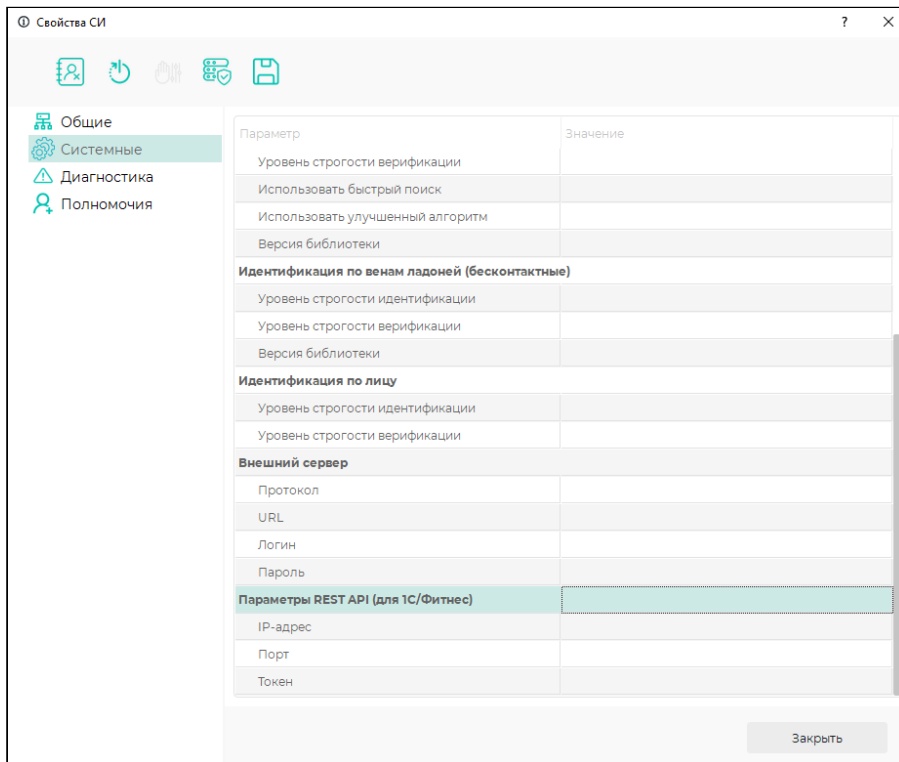 Свойства СИ
?
Общие
Системные
Диагностика
Полномочия
Параметр Значение
Уровень строгости верификации
Использовать быстрый поиск
Использовать улучшенный алгоритм
Версия библиотеки
Идентификация по венам ладоней (бесконтактные)
Уровень строгости идентификации
Уровень строгости верификации
Версия библиотеки
Идентификация по лицу
Уровень строгости идентификации
Уровень строгости верификации
Внешний сервер
Протокол
URL
Логин
Пароль
Параметры REST API (для 1С/Фитнес)
IP-адрес
Порт
Токен
Закрыть